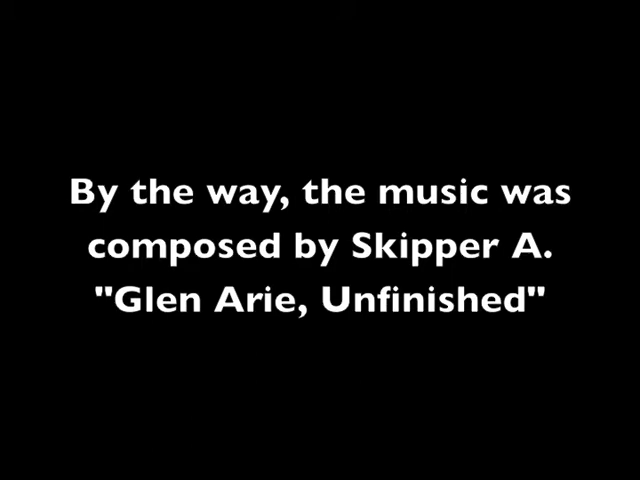 By the way, the music was
composed by Skipper A.
"Glen Arie, Unfinished"